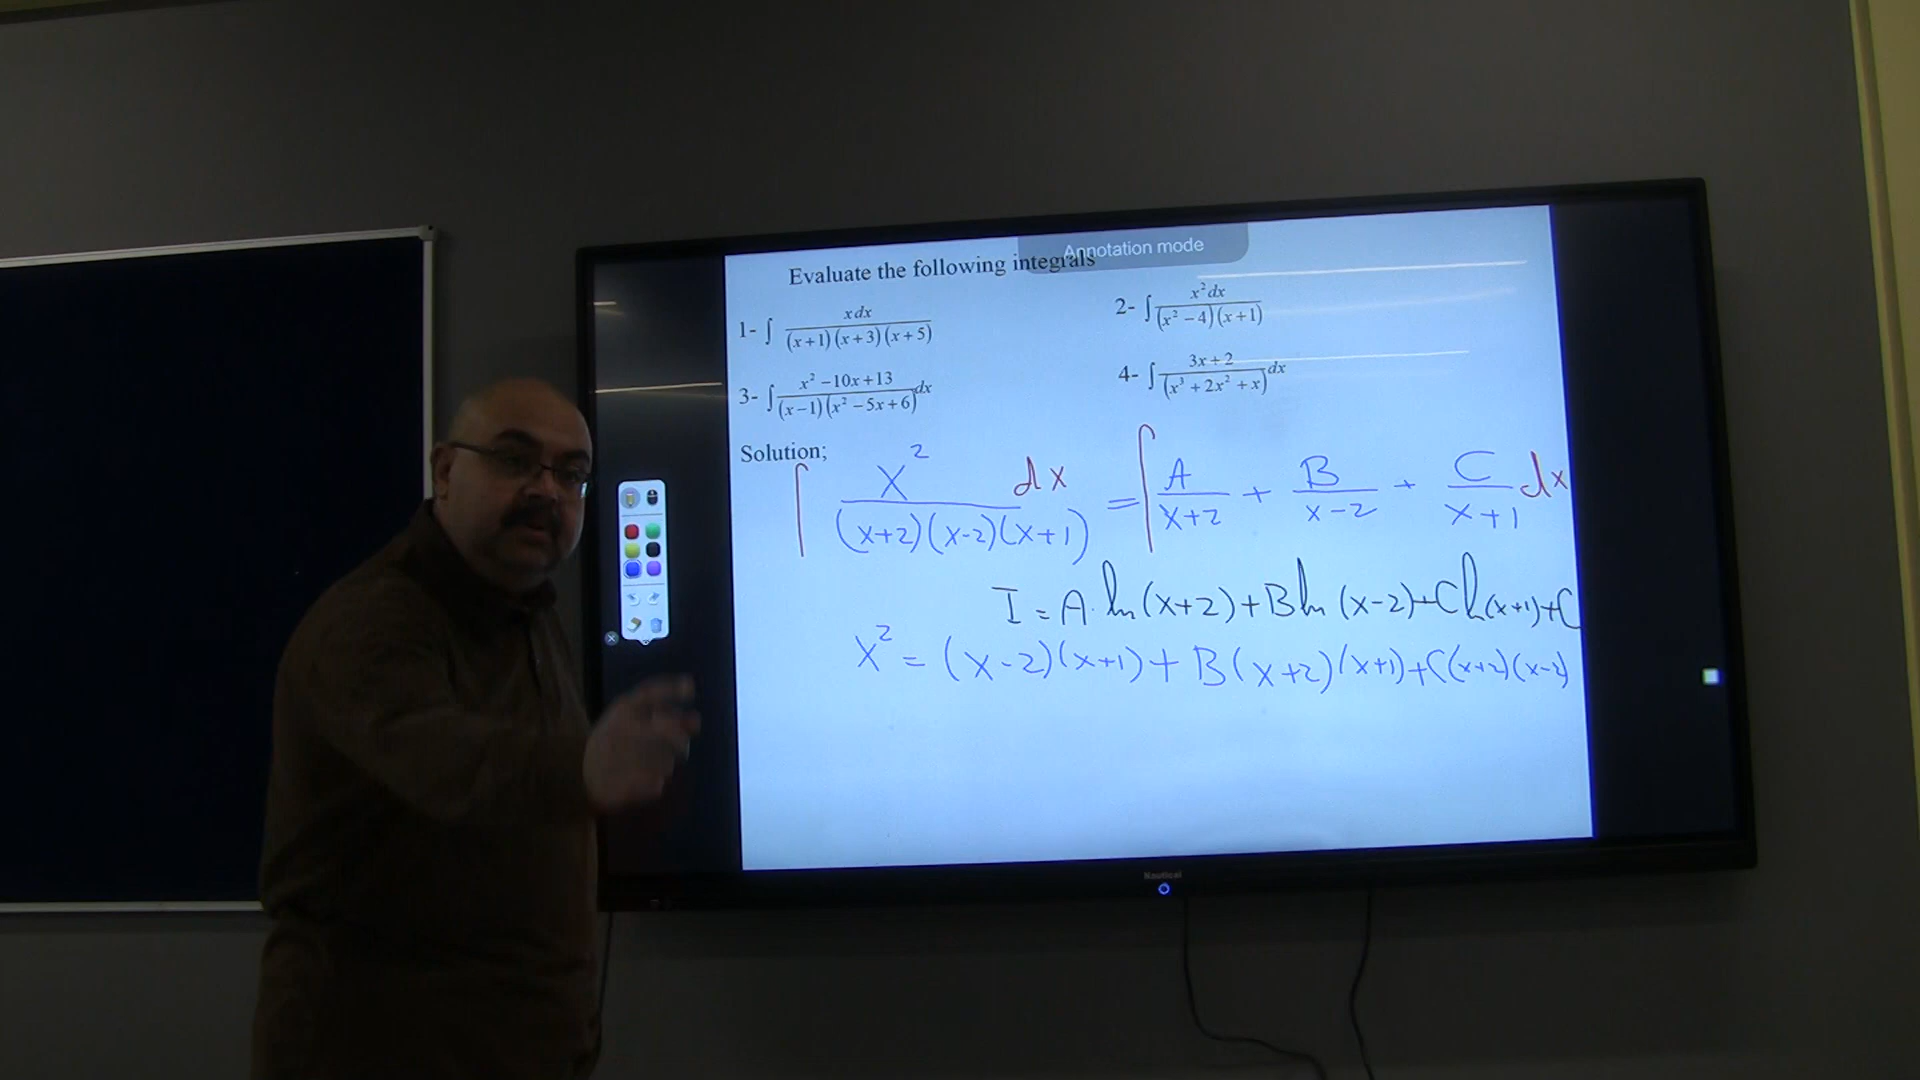 Annotation mode
Evaluate the following integrals
1- ∫ x dx / (x+1)(x+3)(x+5)
2- ∫ x² dx / (x² − 4)(x+1)
3- ∫ x² − 10x + 13 / (x−1)(x² − 5x + 6) dx
4- ∫ 3x + 2 / (x³ + 2x² + x) dx
Solution;
∫ x² / (x+2)(x-2)(x+1) dx = ∫ A / x+2 + B / x-2 + C / x+1 dx
I = A. ln (x+2) + B ln (x-2) + C ln (x+1) + C
x² = (x-2)(x+1) + B (x+2)(x+1) + C (x+2)(x-2)
Nautical